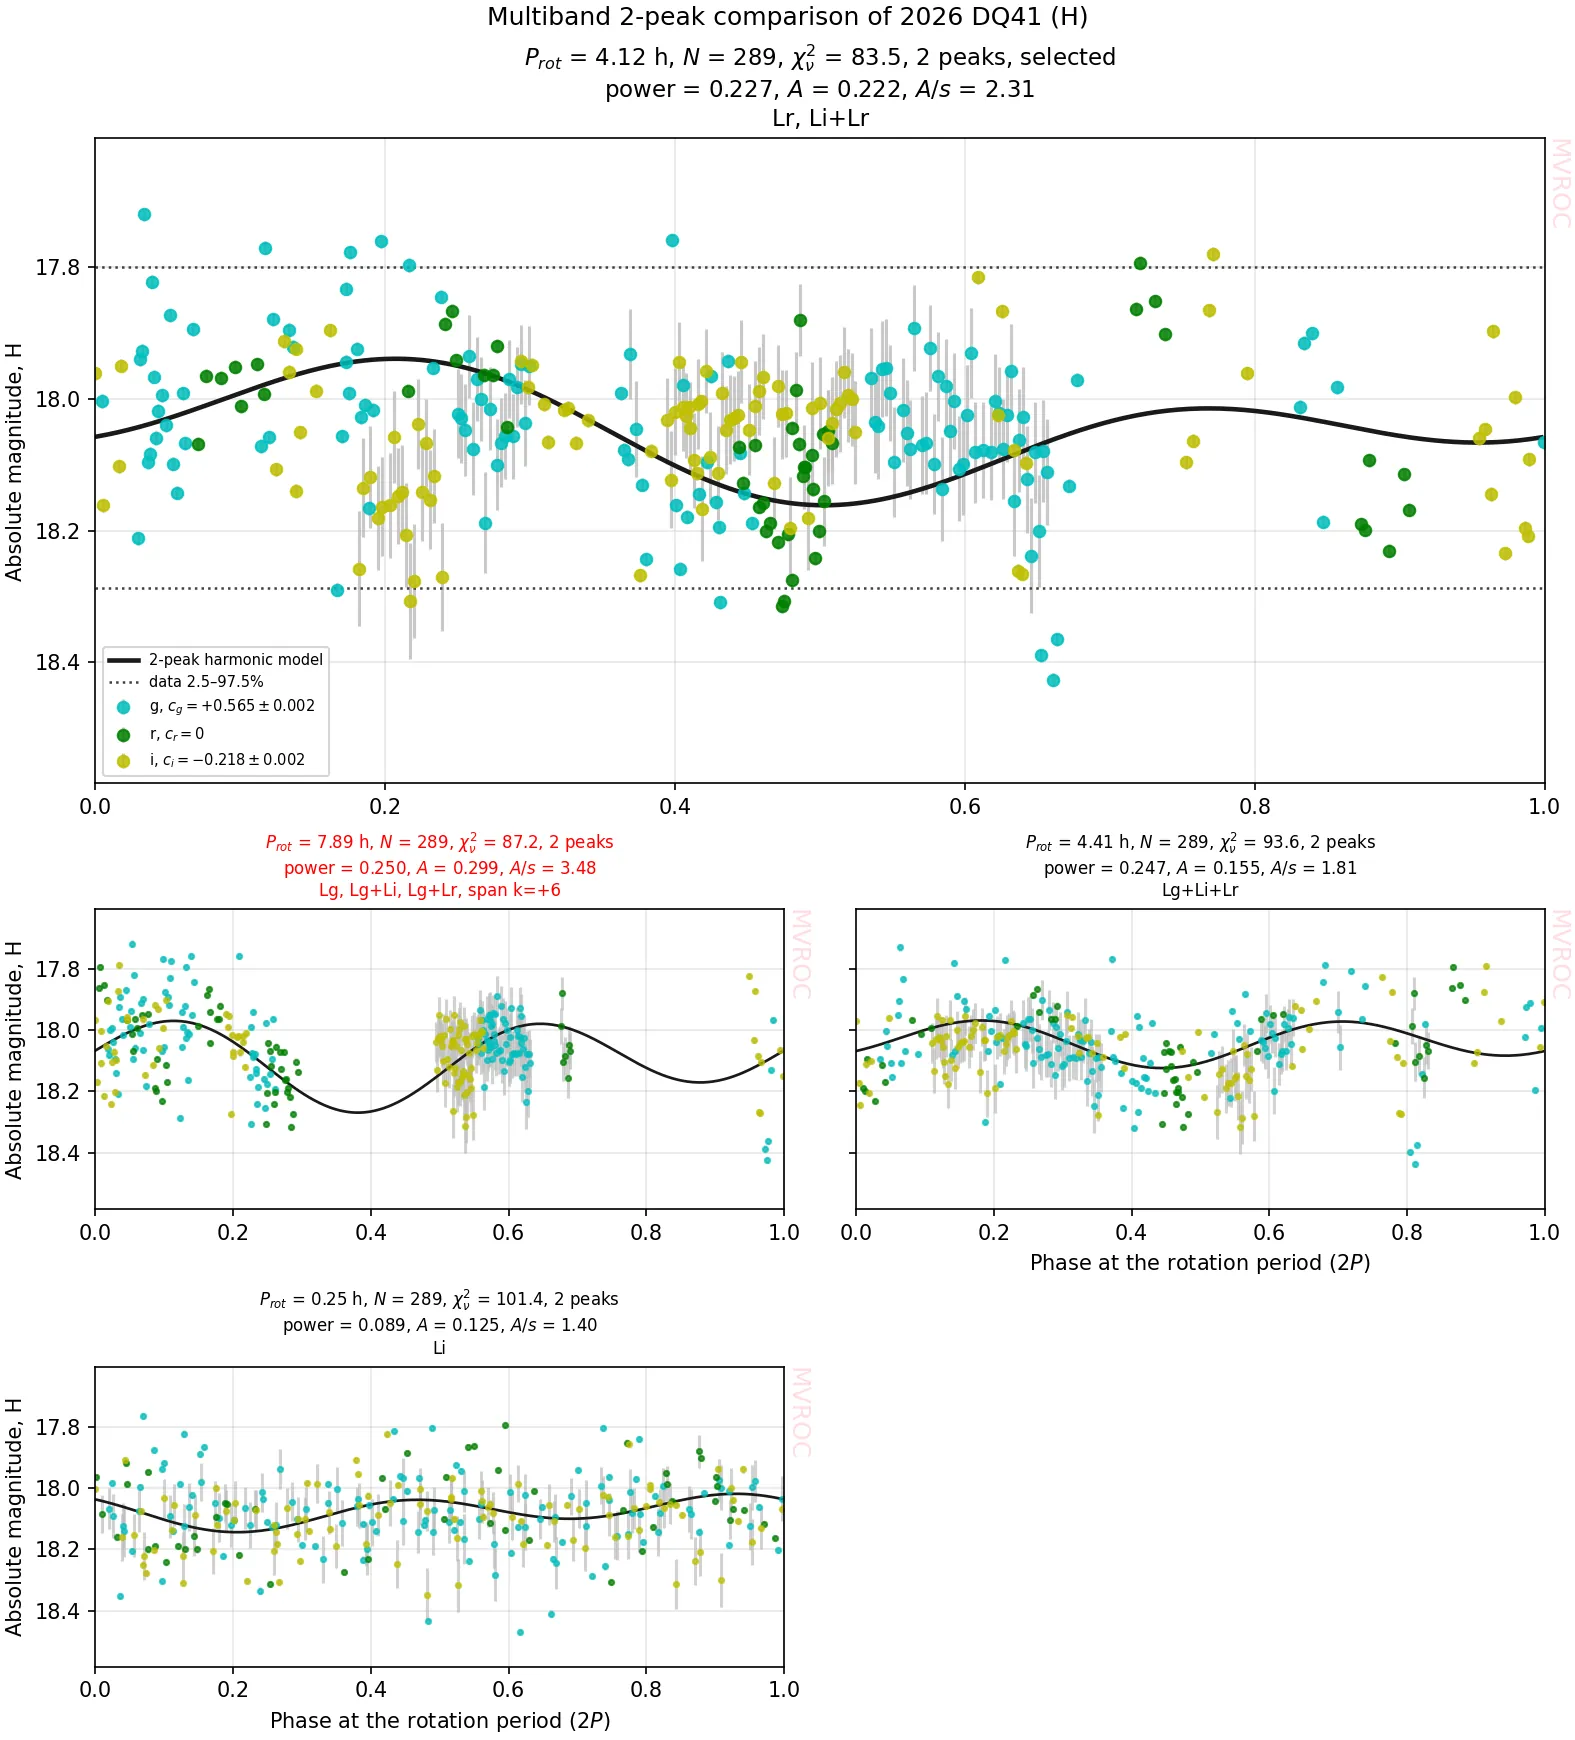 Multiband 2-peak comparison of 2026 DQ41 (H)
P_rot = 4.12 h, N = 289, χ²_ν = 83.5, 2 peaks, selected
power = 0.227, A = 0.222, A/s = 2.31
Lr, Li+Lr
MVROC
Absolute magnitude, H
17.8
18.0
18.2
18.4
2-peak harmonic model
data 2.5–97.5%
g, c_g = +0.565 ± 0.002
r, c_r = 0
i, c_i = −0.218 ± 0.002
0.0 0.2 0.4 0.6 0.8 1.0
P_rot = 7.89 h, N = 289, χ²_ν = 87.2, 2 peaks
power = 0.250, A = 0.299, A/s = 3.48
Lg, Lg+Li, Lg+Lr, span k=+6
MVROC
Absolute magnitude, H
17.8
18.0
18.2
18.4
0.0 0.2 0.4 0.6 0.8 1.0
P_rot = 4.41 h, N = 289, χ²_ν = 93.6, 2 peaks
power = 0.247, A = 0.155, A/s = 1.81
Lg+Li+Lr
MVROC
0.0 0.2 0.4 0.6 0.8 1.0
Phase at the rotation period (2P)
P_rot = 0.25 h, N = 289, χ²_ν = 101.4, 2 peaks
power = 0.089, A = 0.125, A/s = 1.40
Li
MVROC
Absolute magnitude, H
17.8
18.0
18.2
18.4
0.0 0.2 0.4 0.6 0.8 1.0
Phase at the rotation period (2P)